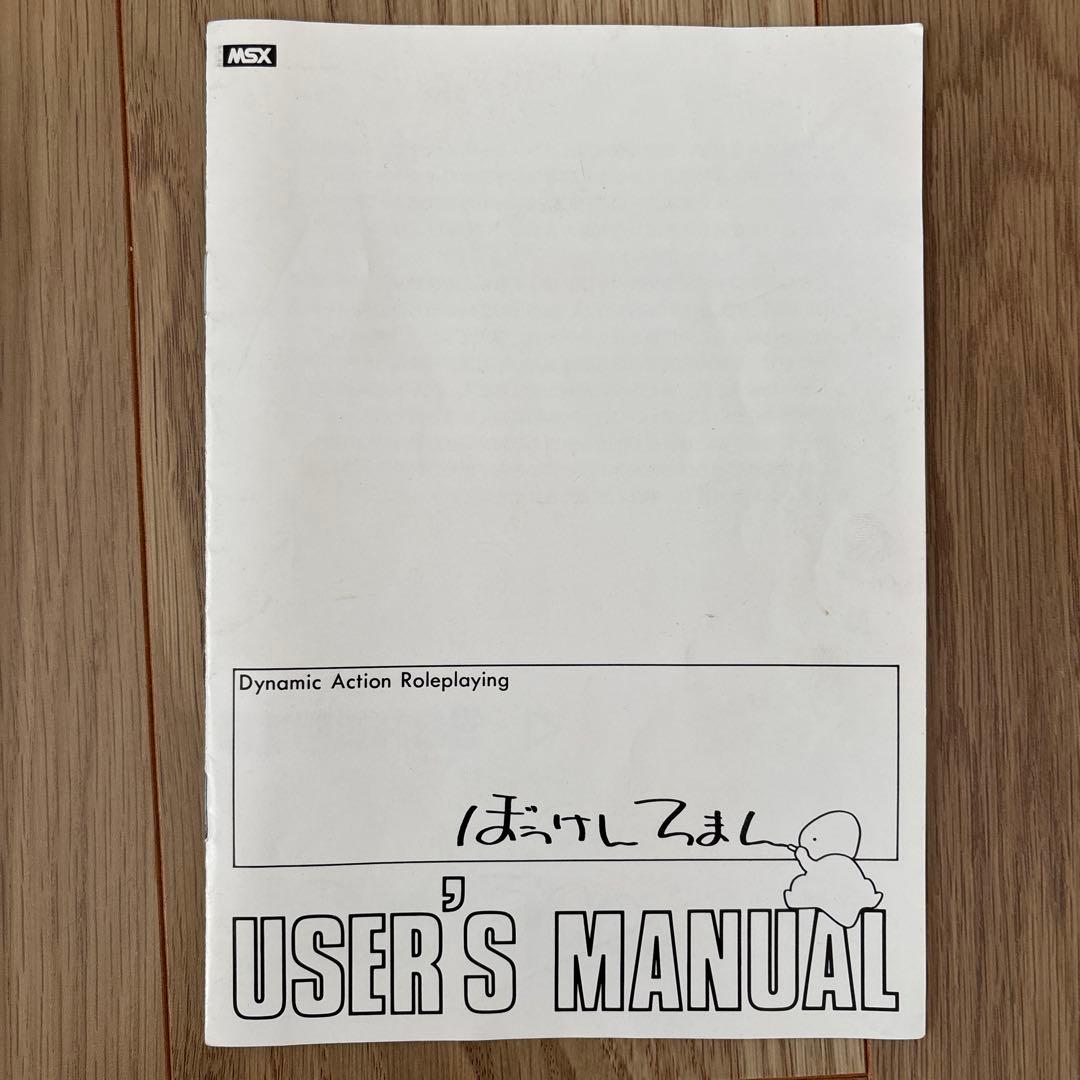 MSX
Dynamic Action Roleplaying
ぼうけんろまん
USER'S MANUAL